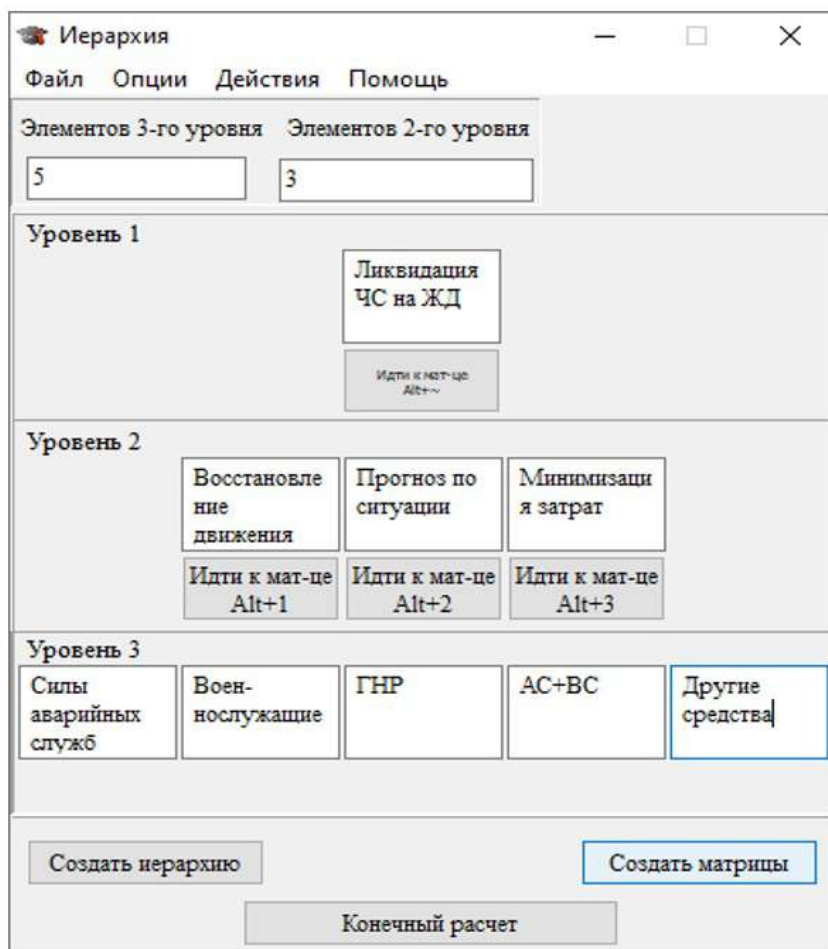 Иерархия
Файл Опции Действия Помощь
Элементов 3-го уровня Элементов 2-го уровня
5 3
Уровень 1
Ликвидация
ЧС на ЖД
Идти к мат-це
Alt+~
Уровень 2
Восстановле
ние
движения
Прогноз по
ситуации
Минимизаци
я затрат
Идти к мат-це
Alt+1
Идти к мат-це
Alt+2
Идти к мат-це
Alt+3
Уровень 3
Силы
аварийных
служб
Воен-
нослужащие
ГНР
АС+ВС
Другие
средства
Создать иерархию
Создать матрицы
Конечный расчет